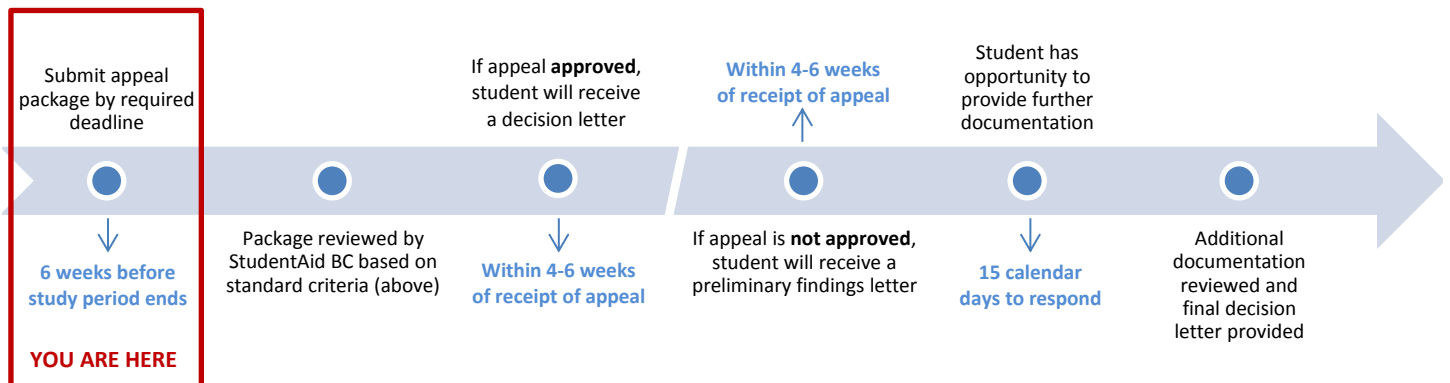 Submit appeal
package by required
deadline
6 weeks before
study period ends
YOU ARE HERE
Package reviewed by
StudentAid BC based on
standard criteria (above)
If appeal approved,
student will receive
a decision letter
Within 4-6 weeks
of receipt of appeal
Within 4-6 weeks
of receipt of appeal
If appeal is not approved,
student will receive a
preliminary findings letter
Student has
opportunity to
provide further
documentation
15 calendar
days to respond
Additional
documentation
reviewed and
final decision
letter provided